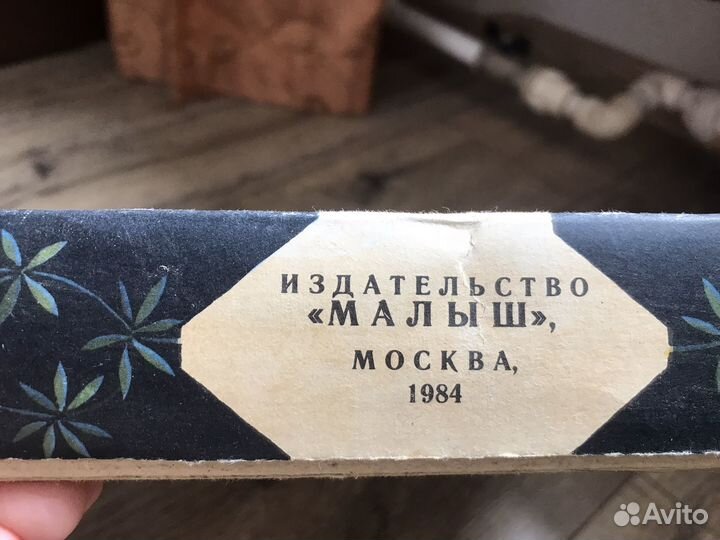 ИЗДАТЕЛЬСТВО
«МАЛЫШ»,
МОСКВА,
1984
Avito